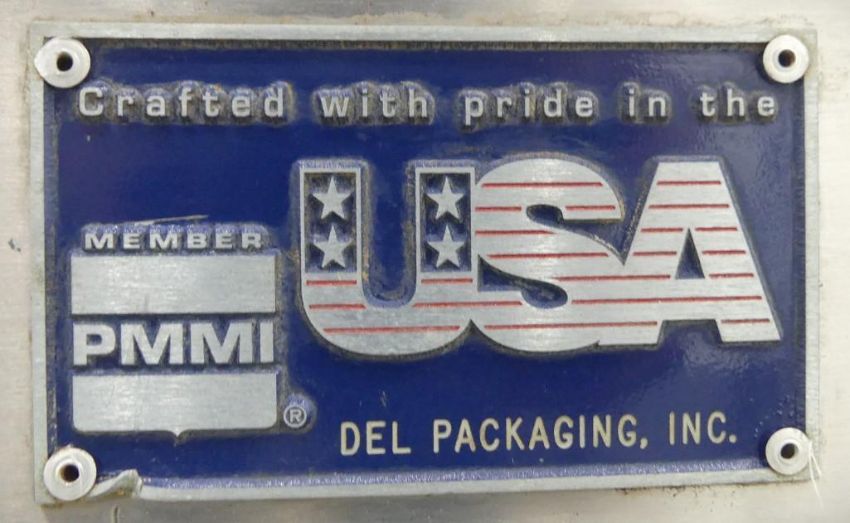 Crafted with pride in the
USA
MEMBER
PMMI
®
DEL PACKAGING, INC.